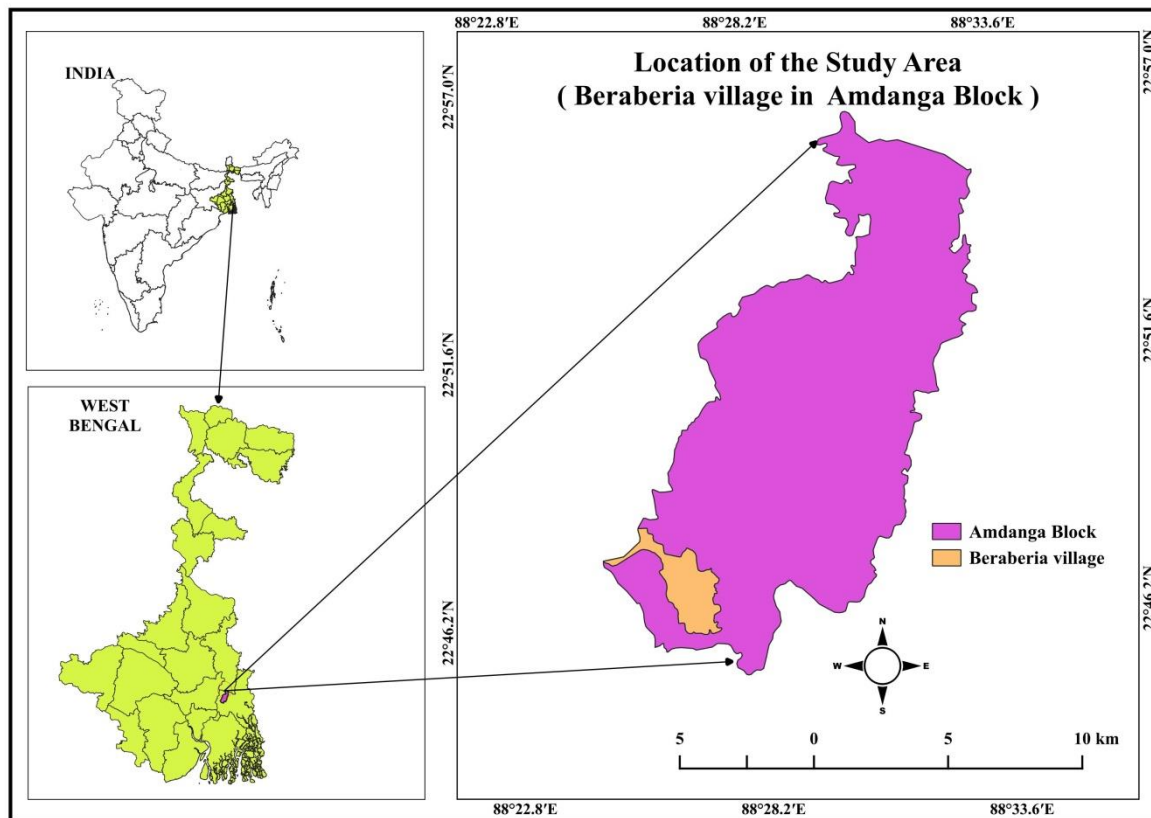 88°22.8'E 88°28.2'E 88°33.6'E
INDIA
Location of the Study Area
( Beraberia village in Amdanga Block )
22°57.0'N
22°57.0'N
22°51.6'N
22°51.6'N
WEST
BENGAL
Amdanga Block
Beraberia village
22°46.2'N
22°46.2'N
N
W E
S
5 0 5 10 km
88°22.8'E 88°28.2'E 88°33.6'E